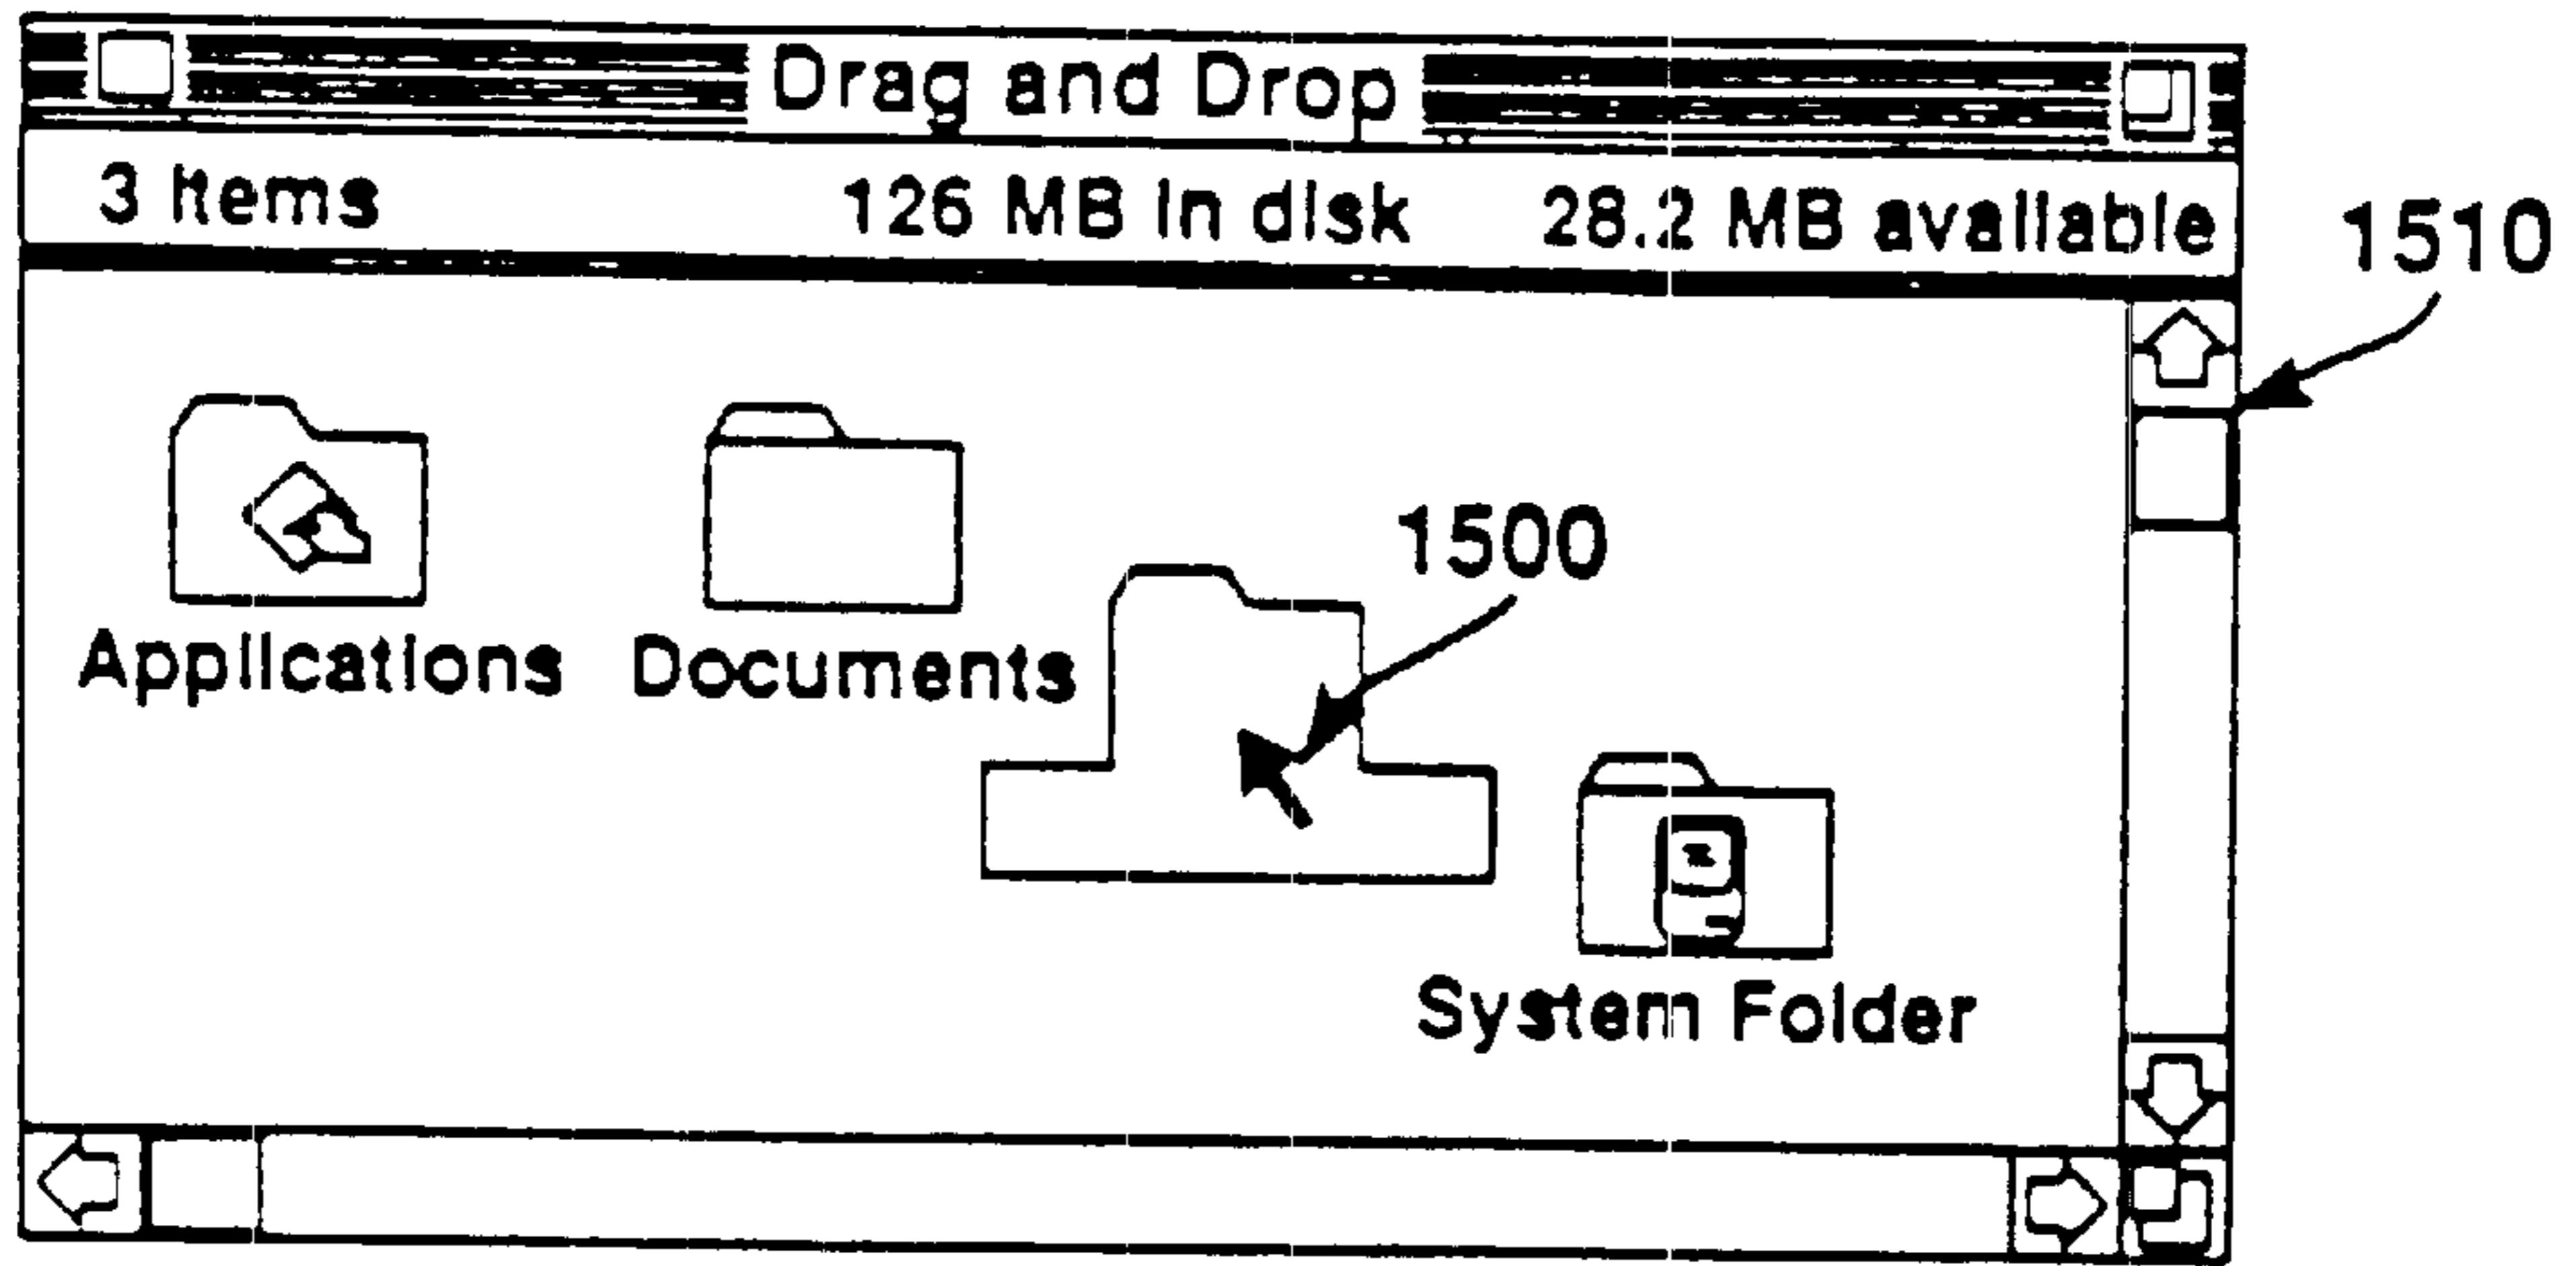 Drag and Drop
3 items 126 MB in disk 28.2 MB available
1510
1500
Applications Documents
System Folder